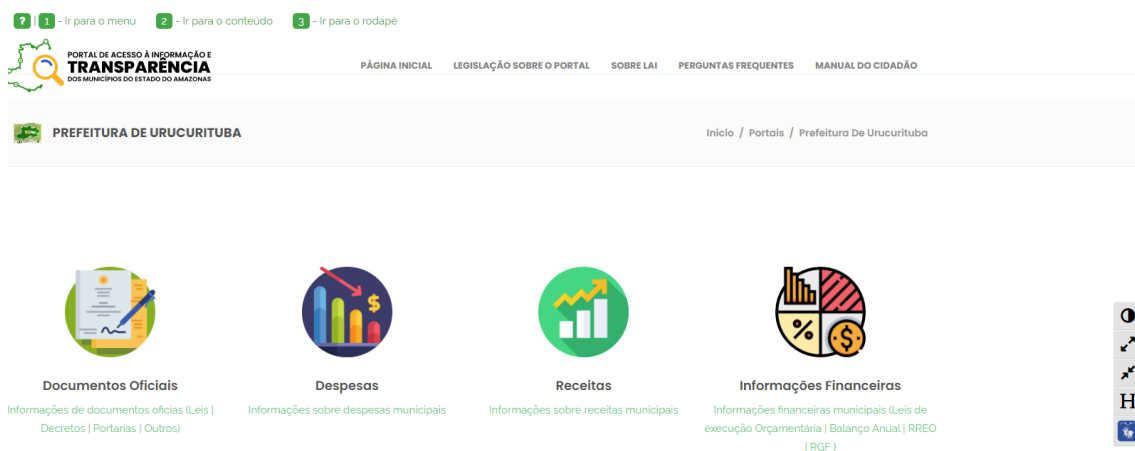 ? | 1 - Ir para o menu 2 - Ir para o conteúdo 3 - Ir para o rodapé
PORTAL DE ACESSO À INFORMAÇÃO E
TRANSPARÊNCIA
DOS MUNICÍPIOS DO ESTADO DO AMAZONAS
PÁGINA INICIAL LEGISLAÇÃO SOBRE O PORTAL SOBRE LAI PERGUNTAS FREQUENTES MANUAL DO CIDADÃO
PREFEITURA DE URUCURITUBA
Início / Portais / Prefeitura De Urucurituba
Documentos Oficiais
Informações de documentos oficias (Leis |
Decretos | Portarias | Outros)
Despesas
Informações sobre despesas municipais
Receitas
Informações sobre receitas municipais
Informações Financeiras
Informações financeiras municipais (Leis de
execução Orçamentária | Balanço Anual | RREO
| RGF )
H